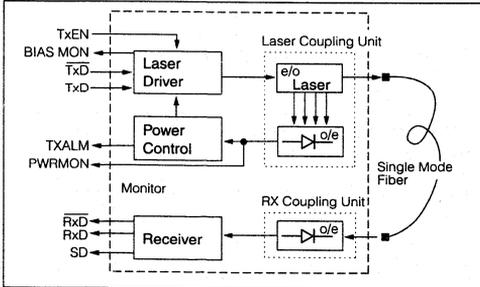 TxEN
BIAS MON
TxD
TxD
Laser
Driver
Laser Coupling Unit
e/o
Laser
o/e
Power
Control
TXALM
PWRMON
Monitor
Single Mode
Fiber
RX Coupling Unit
o/e
RxD
RxD
SD
Receiver